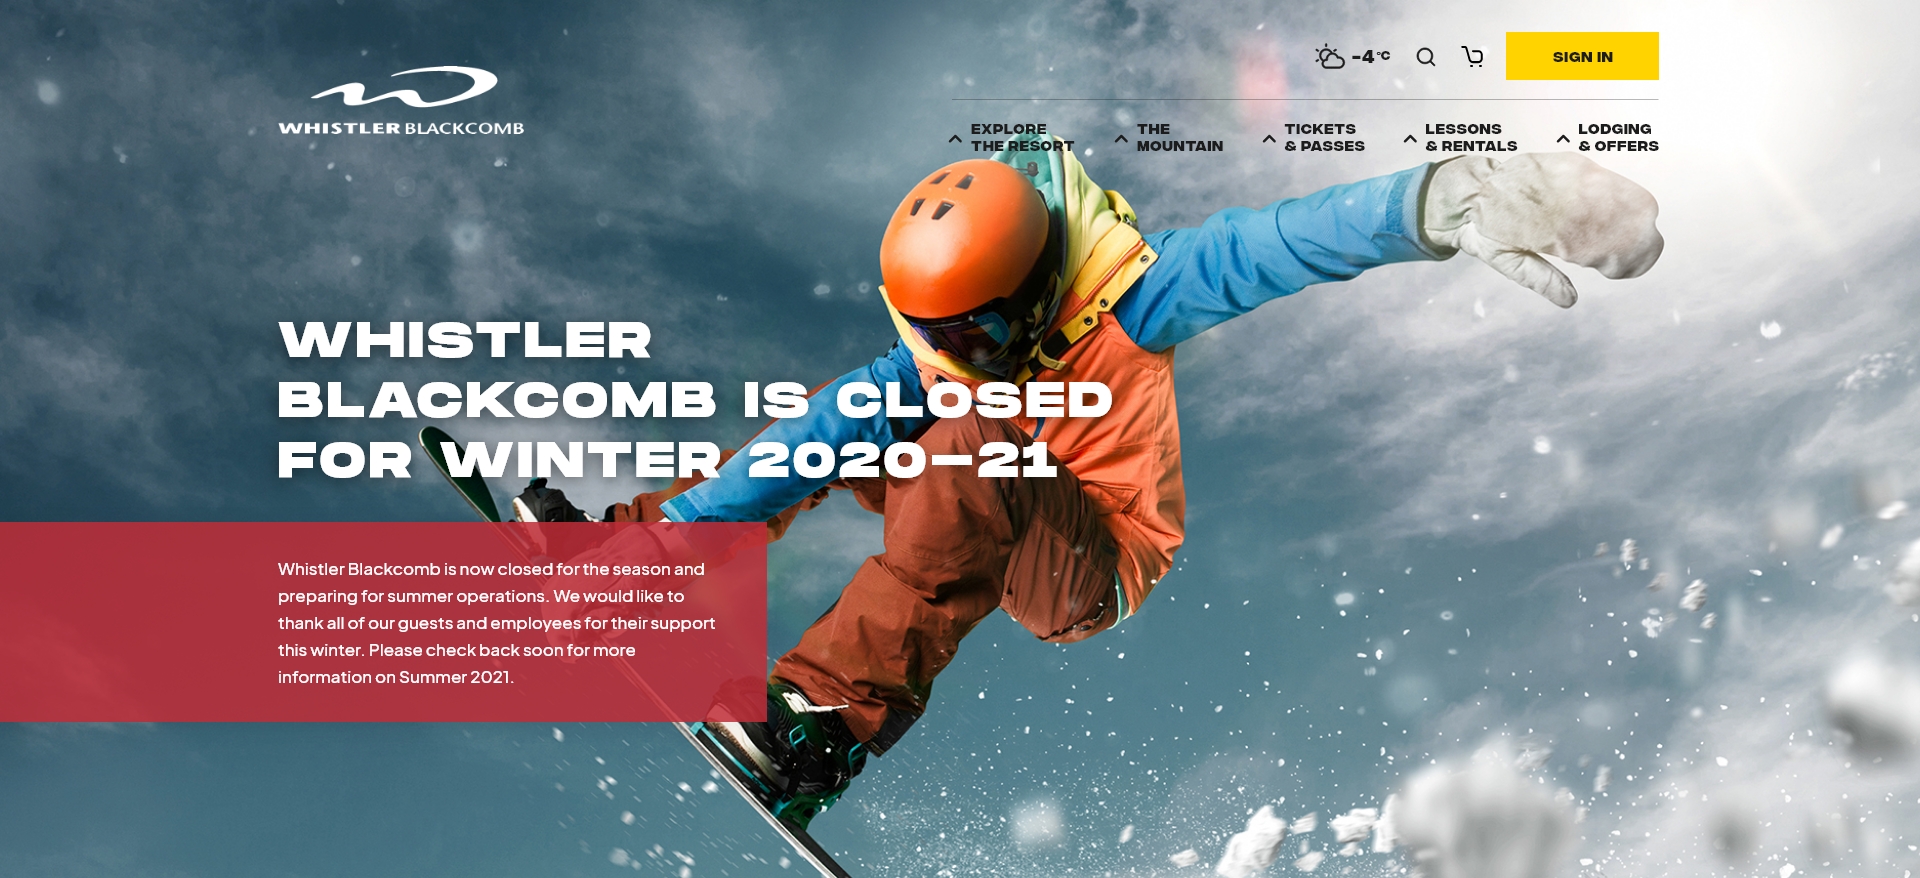 -4°C
SIGN IN
WHISTLER BLACKCOMB
EXPLORE
THE RESORT
THE
MOUNTAIN
TICKETS
& PASSES
LESSONS
& RENTALS
LODGING
& OFFERS
WHISTLER
BLACKCOMB IS CLOSED
FOR WINTER 2020-21
Whistler Blackcomb is now closed for the season and
preparing for summer operations. We would like to
thank all of our guests and employees for their support
this winter. Please check back soon for more
information on Summer 2021.